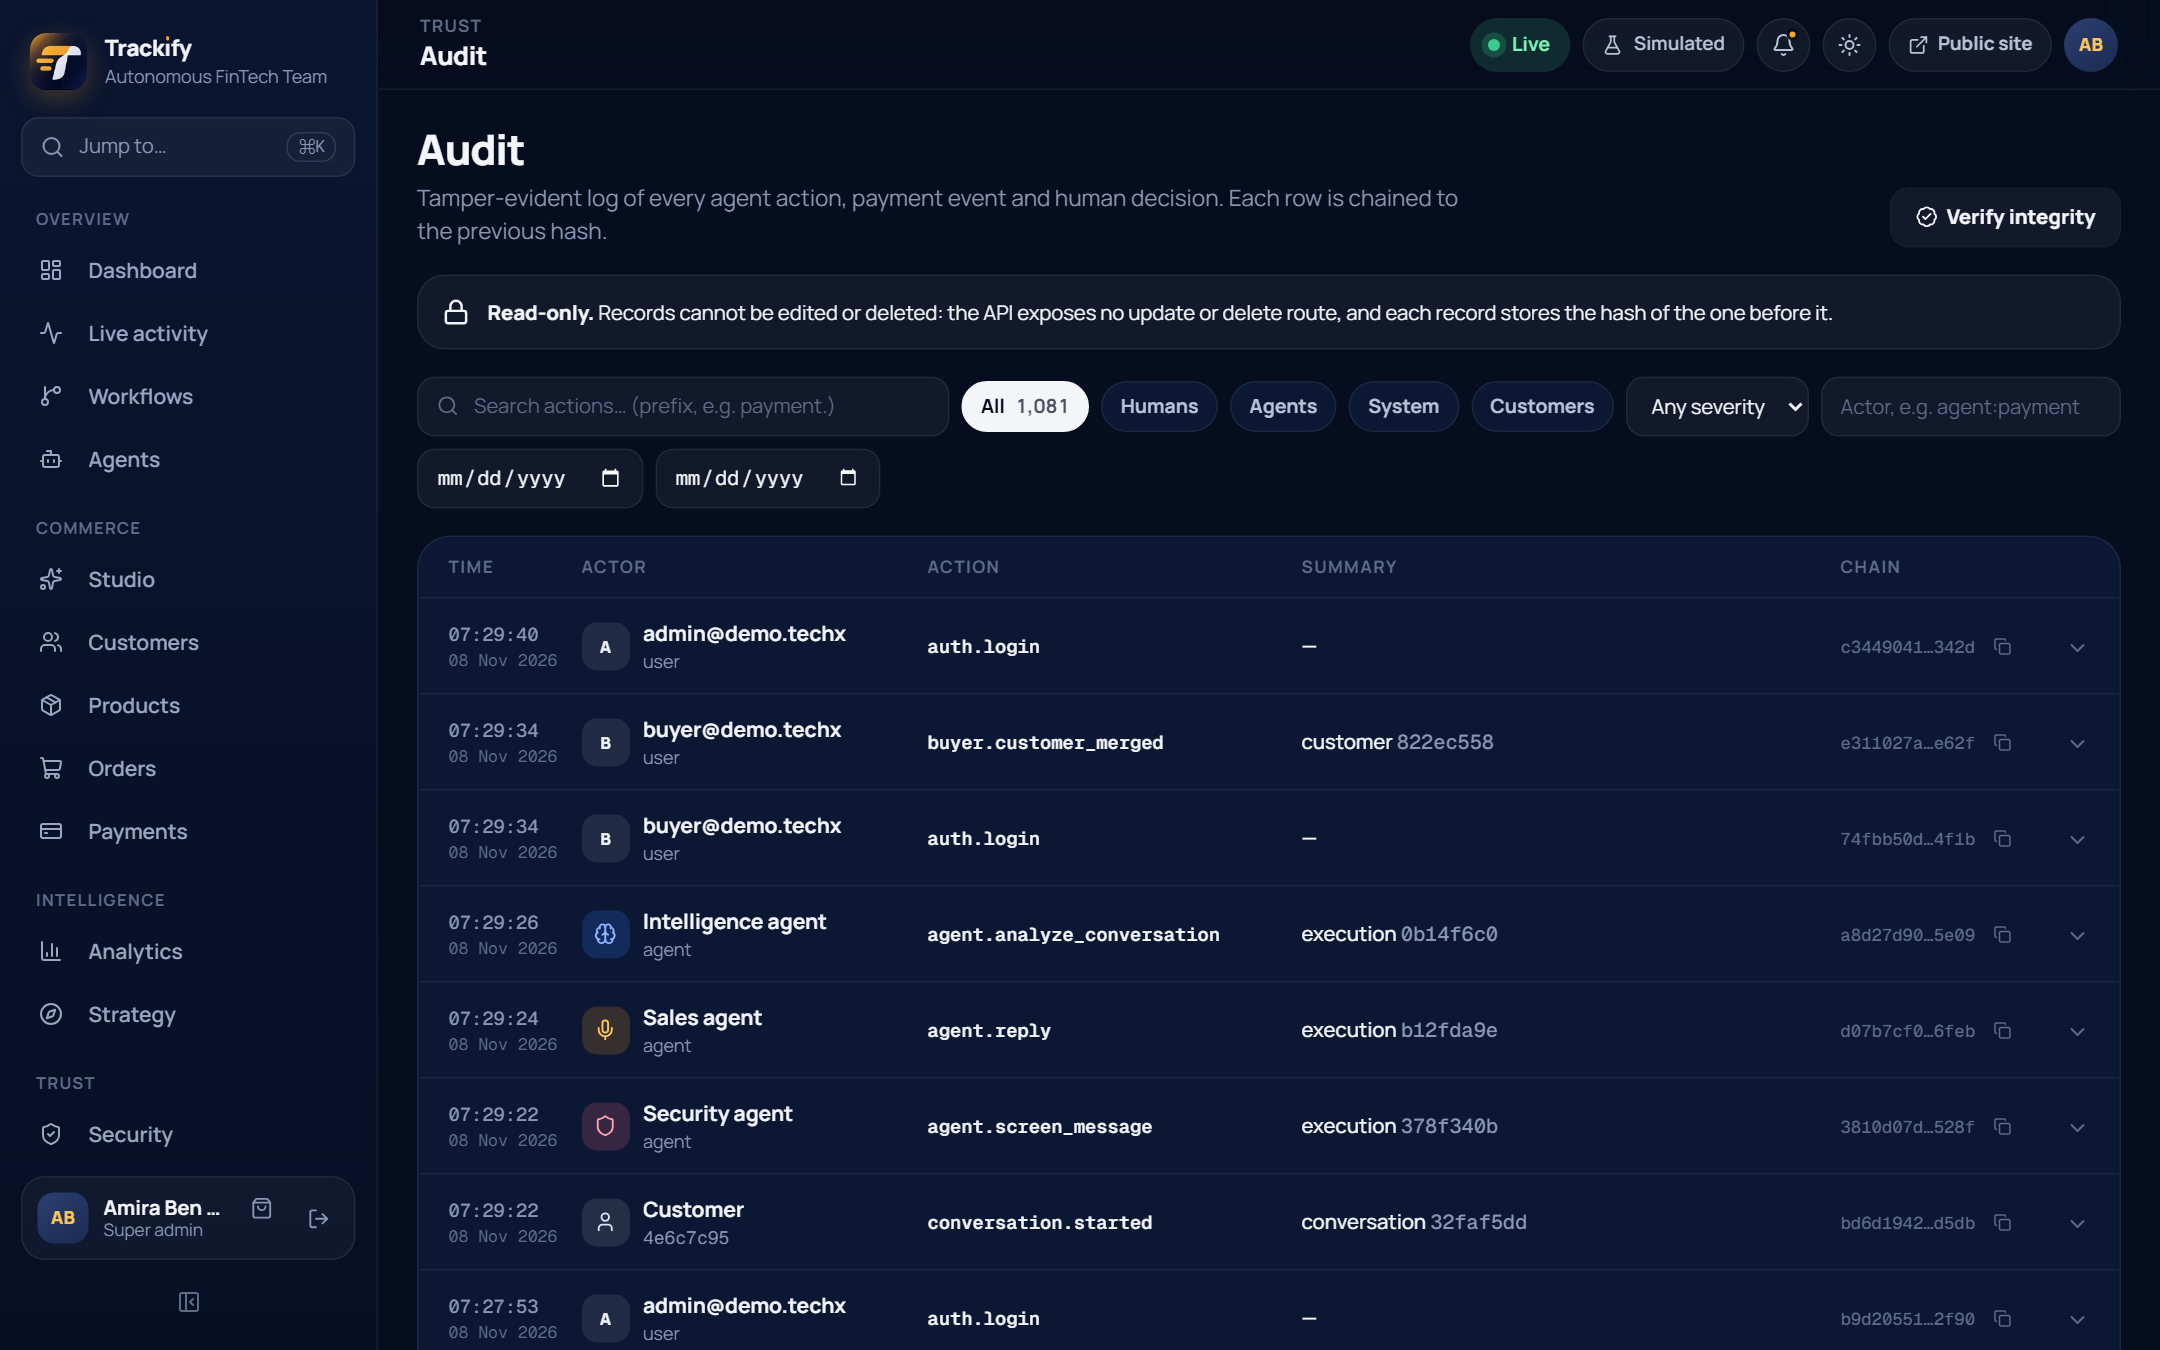 Trackify
Autonomous FinTech Team
Jump to...
⌘K
OVERVIEW
Dashboard
Live activity
Workflows
Agents
COMMERCE
Studio
Customers
Products
Orders
Payments
INTELLIGENCE
Analytics
Strategy
TRUST
Security
AB
Amira Ben ...
Super admin
TRUST
Audit
Live
Simulated
Public site
AB
Audit
Tamper-evident log of every agent action, payment event and human decision. Each row is chained to
the previous hash.
Verify integrity
Read-only. Records cannot be edited or deleted: the API exposes no update or delete route, and each record stores the hash of the one before it.
Search actions... (prefix, e.g. payment.)
All 1,081
Humans
Agents
System
Customers
Any severity
Actor, e.g. agent:payment
mm/dd/yyyy
mm/dd/yyyy
TIME ACTOR ACTION SUMMARY CHAIN
07:29:40
08 Nov 2026
A
admin@demo.techx
user
auth.login
—
c3449041…342d
07:29:34
08 Nov 2026
B
buyer@demo.techx
user
buyer.customer_merged
customer 822ec558
e311027a…e62f
07:29:34
08 Nov 2026
B
buyer@demo.techx
user
auth.login
—
74fbb50d…4f1b
07:29:26
08 Nov 2026
Intelligence agent
agent
agent.analyze_conversation
execution 0b14f6c0
a8d27d90…5e09
07:29:24
08 Nov 2026
Sales agent
agent
agent.reply
execution b12fda9e
d07b7cf0…6feb
07:29:22
08 Nov 2026
Security agent
agent
agent.screen_message
execution 378f340b
3810d07d…528f
07:29:22
08 Nov 2026
Customer
4e6c7c95
conversation.started
conversation 32faf5dd
bd6d1942…d5db
07:27:53
08 Nov 2026
A
admin@demo.techx
user
auth.login
—
b9d20551…2f90